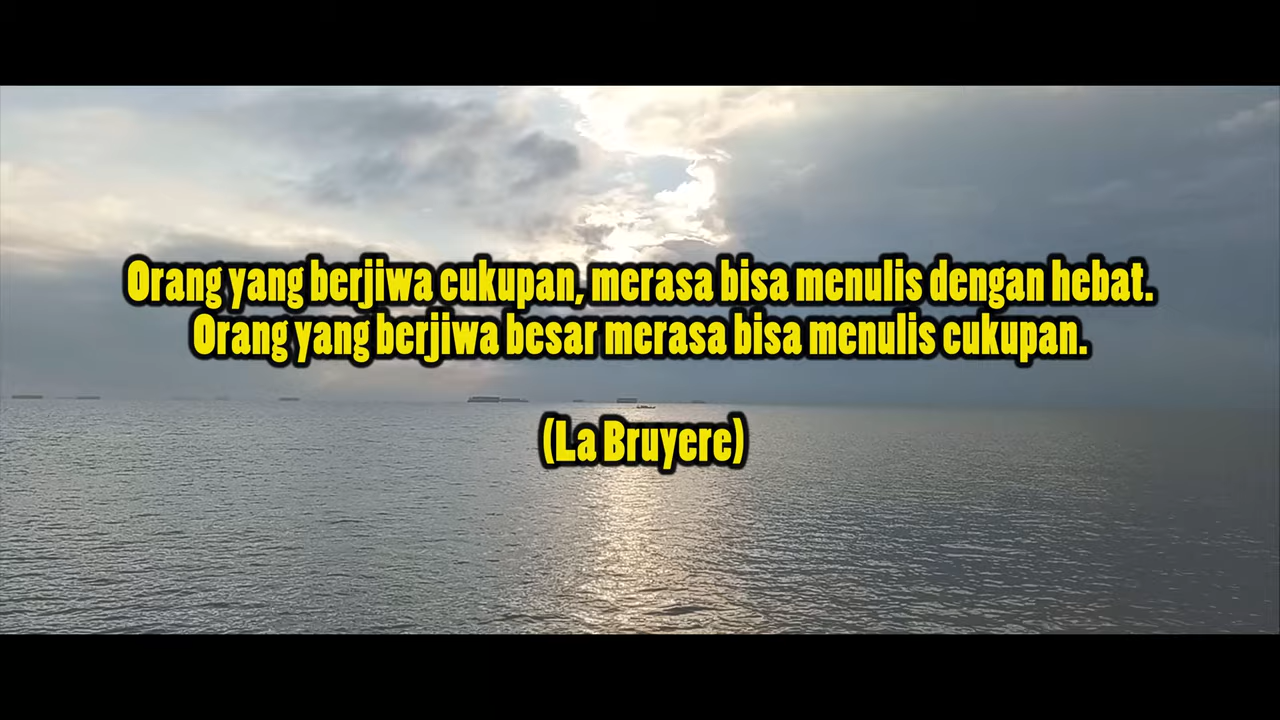 Orang yang berjiwa cukupan, merasa bisa menulis dengan hebat.
Orang yang berjiwa besar merasa bisa menulis cukupan.
(La Bruyere)